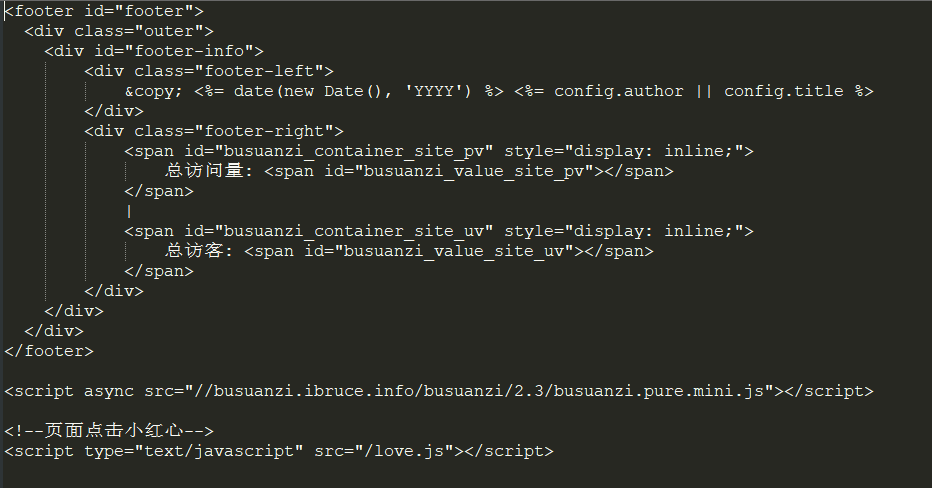 <footer id="footer">
  <div class="outer">
    <div id="footer-info">
        <div class="footer-left">
            &copy; <%= date(new Date(), 'YYYY') %> <%= config.author || config.title %>
        </div>
        <div class="footer-right">
            <span id="busuanzi_container_site_pv" style="display: inline;">
                总访问量: <span id="busuanzi_value_site_pv"></span>
            </span>
            |
            <span id="busuanzi_container_site_uv" style="display: inline;">
                总访客: <span id="busuanzi_value_site_uv"></span>
            </span>
        </div>
    </div>
  </div>
</footer>

<script async src="//busuanzi.ibruce.info/busuanzi/2.3/busuanzi.pure.mini.js"></script>

<!--页面点击小红心-->
<script type="text/javascript" src="/love.js"></script>